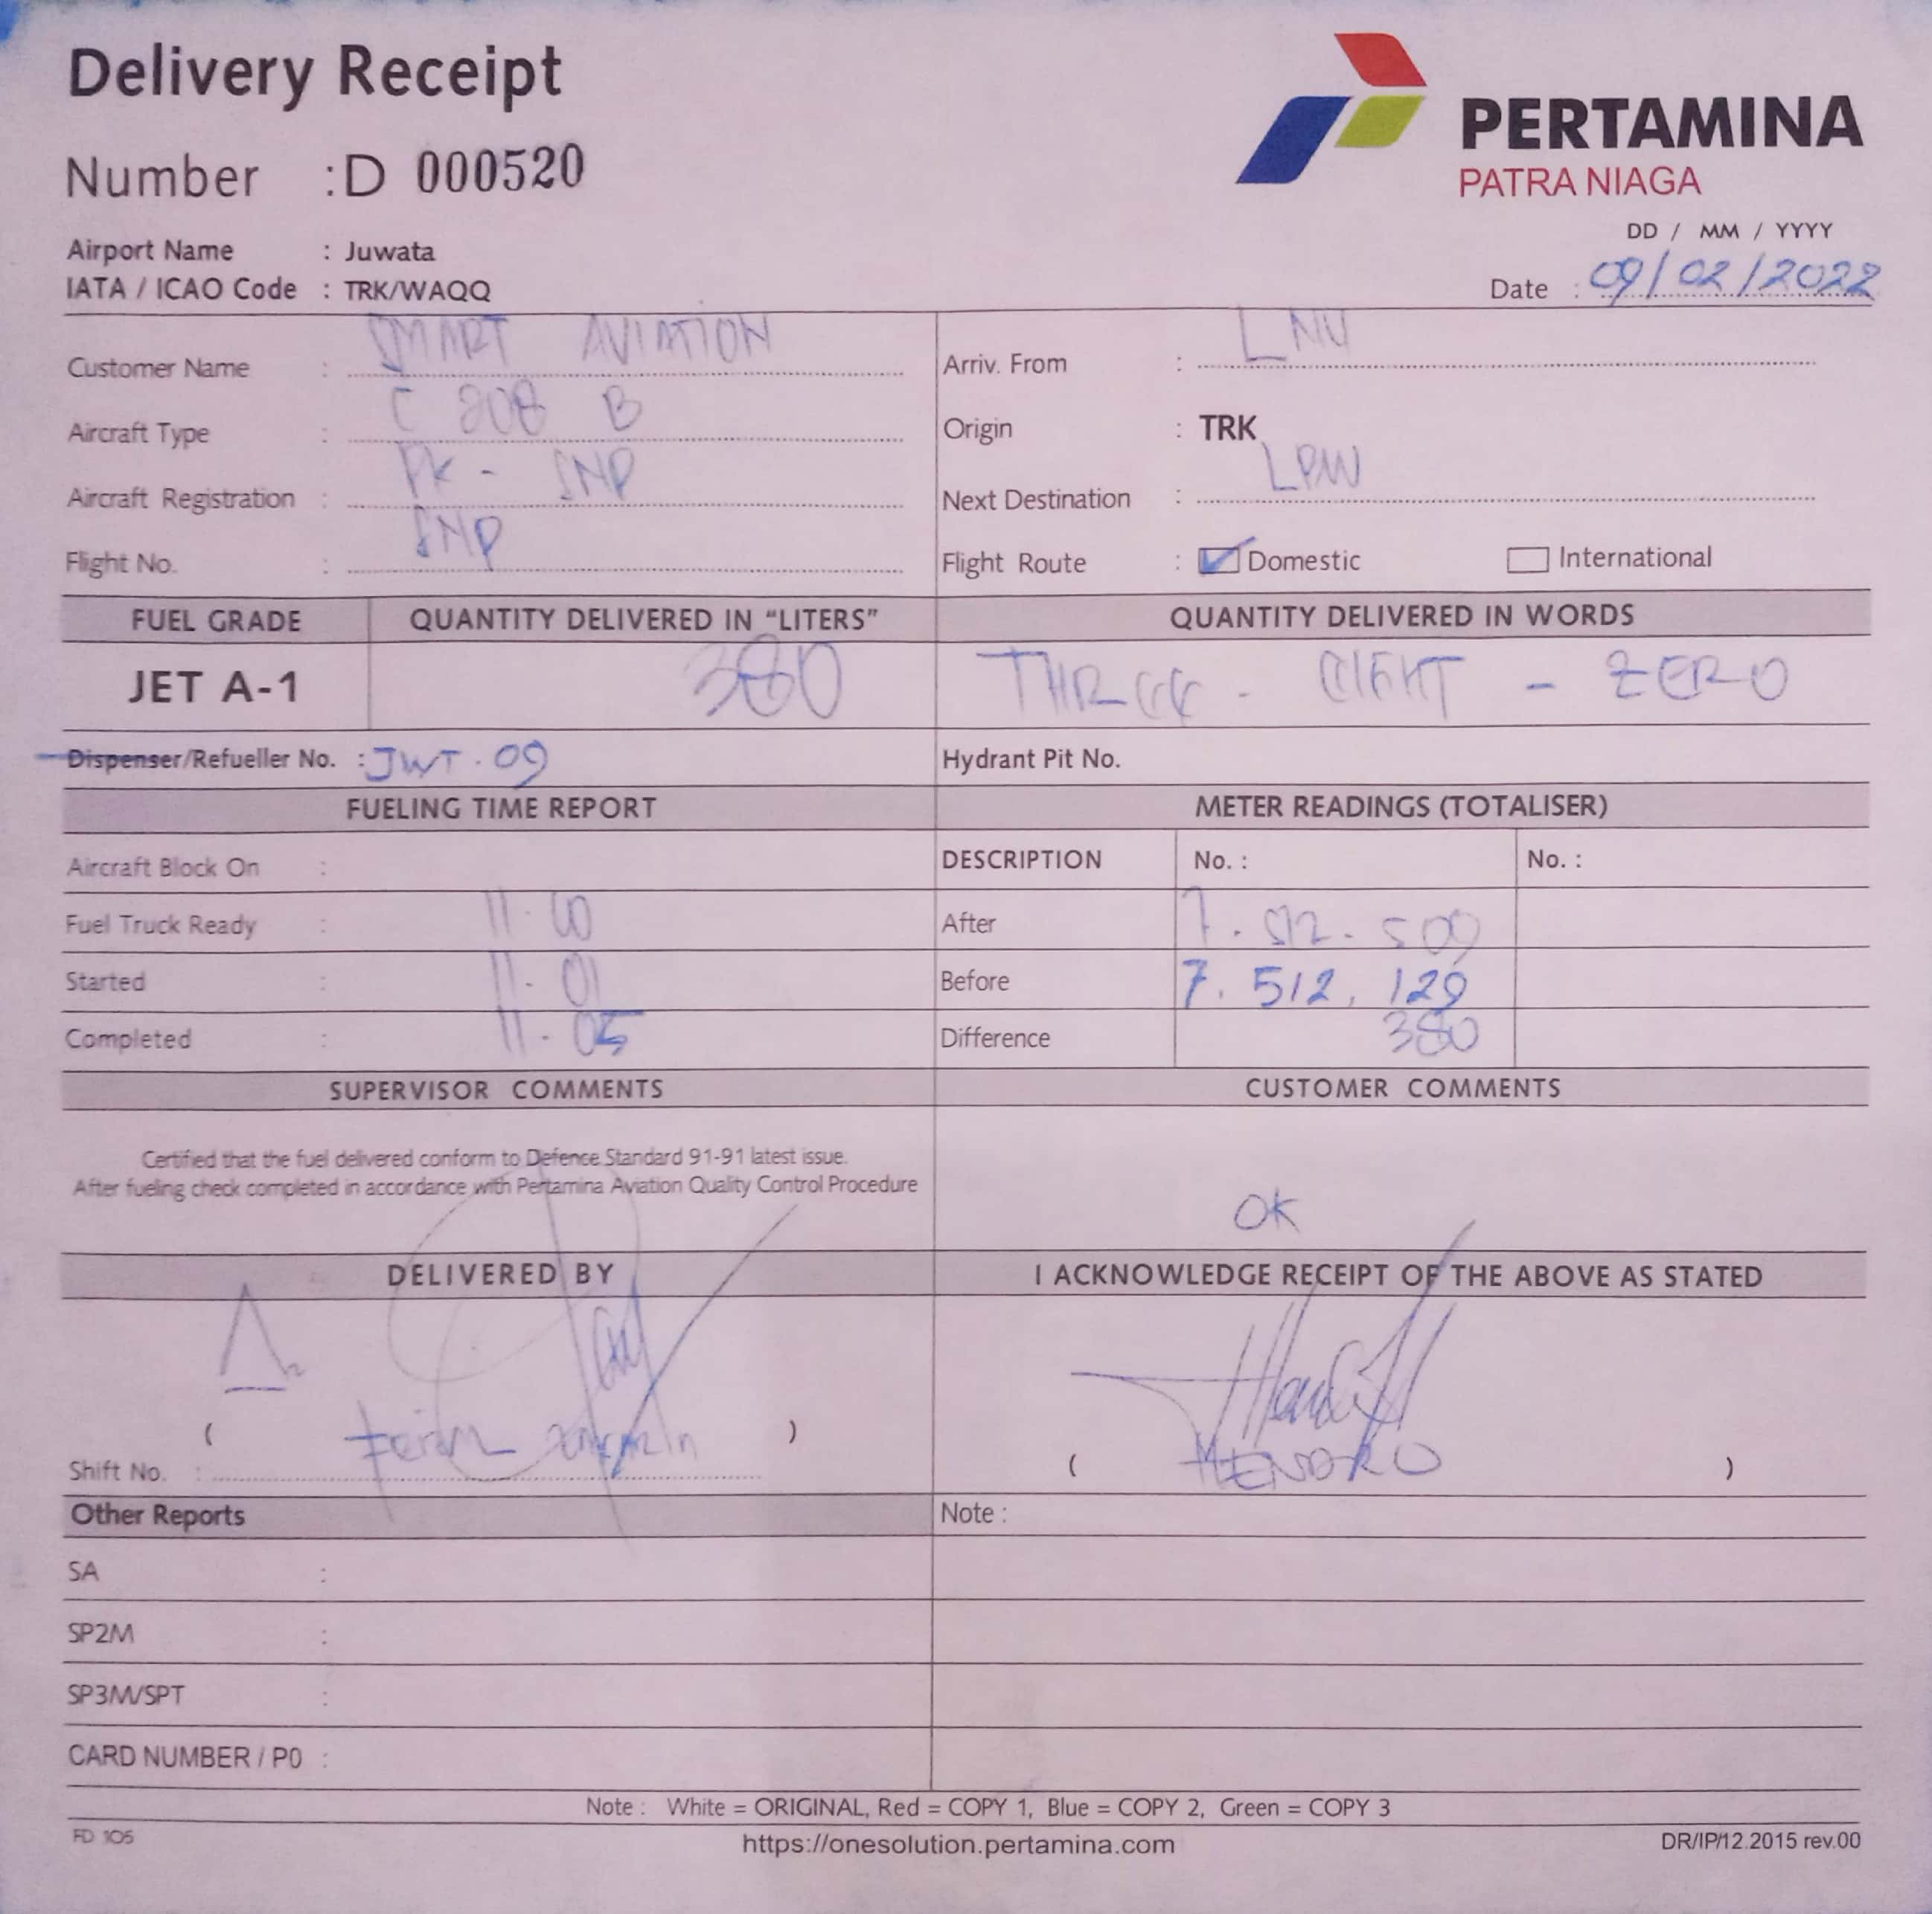 Delivery Receipt
PERTAMINA
PATRA NIAGA
Number : D 000520
DD / MM / YYYY
Airport Name : Juwata
IATA / ICAO Code : TRK/WAQQ
Date : 09/02/2022
Customer Name : SMART AVIATION
Arriv. From : LNU
Aircraft Type : C 208 B
Origin : TRK
Aircraft Registration : PK - SNP
Next Destination : LPW
Flight No. : SNP
Flight Route : Domestic International
FUEL GRADE QUANTITY DELIVERED IN “LITERS” QUANTITY DELIVERED IN WORDS
JET A-1 380 THREE - EIGHT - ZERO
Dispenser/Refueller No. : JWT . 09 Hydrant Pit No.
FUELING TIME REPORT METER READINGS (TOTALISER)
Aircraft Block On : DESCRIPTION No. : No. :
Fuel Truck Ready : 11.00 After 7.512.509
Started : 11.01 Before 7.512.129
Completed : 11.05 Difference 380
SUPERVISOR COMMENTS CUSTOMER COMMENTS
Certified that the fuel delivered conform to Defence Standard 91-91 latest issue.
After fueling check completed in accordance with Pertamina Aviation Quality Control Procedure
OK
DELIVERED BY I ACKNOWLEDGE RECEIPT OF THE ABOVE AS STATED
( )
Shift No. :
( HENDRO )
Other Reports Note :
SA :
SP2M :
SP3M/SPT :
CARD NUMBER / PO :
Note : White = ORIGINAL, Red = COPY 1, Blue = COPY 2, Green = COPY 3
FD 105 https://onesolution.pertamina.com DR/IP/12.2015 rev.00